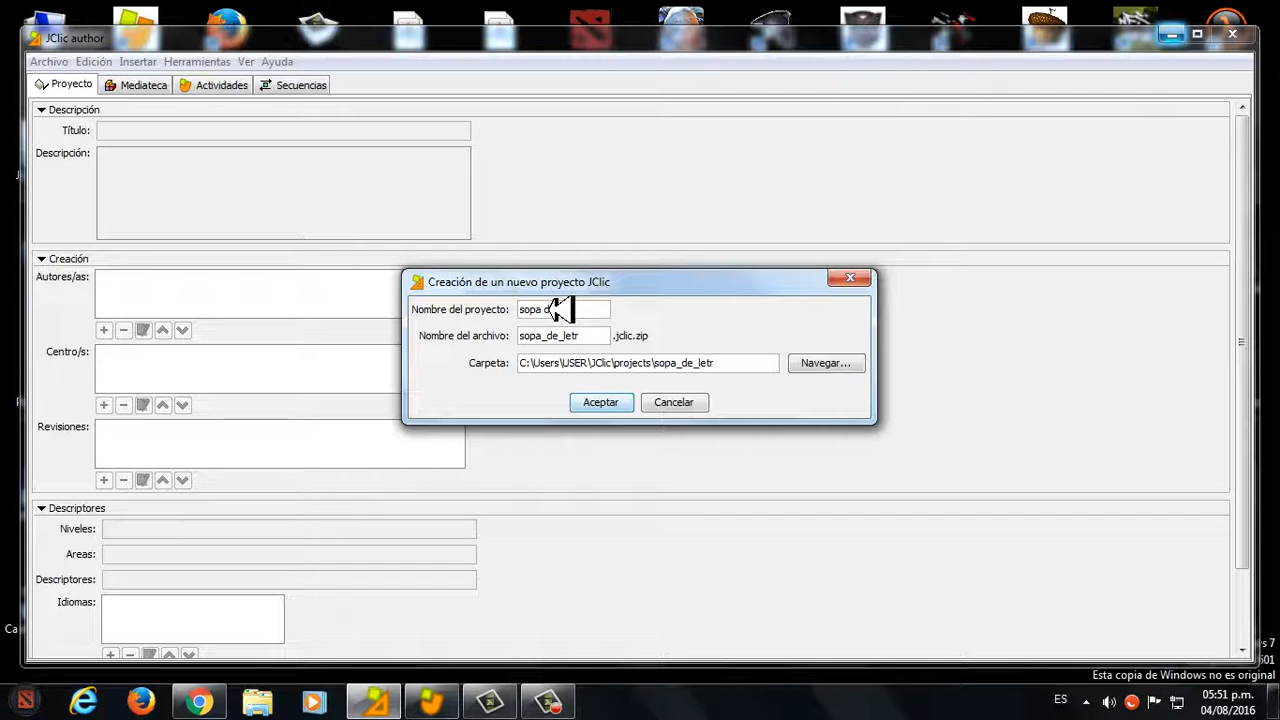 JClic author
Archivo Edición Insertar Herramientas Ver Ayuda
Proyecto Mediateca Actividades Secuencias
Descripción
Título:
Descripción:
Creación
Autores/as:
Creación de un nuevo proyecto JClic
Nombre del proyecto: sopa
Nombre del archivo: sopa_de_letr .jclic.zip
Carpeta: C:\Users\USER\JClic\projects\sopa_de_letr Navegar...
Aceptar Cancelar
Centro/s:
Revisiones:
Descriptores
Niveles:
Areas:
Descriptores:
Idiomas:
Ca
s 7
601
Esta copia de Windows no es original
ES
05:51 p.m.
04/08/2016